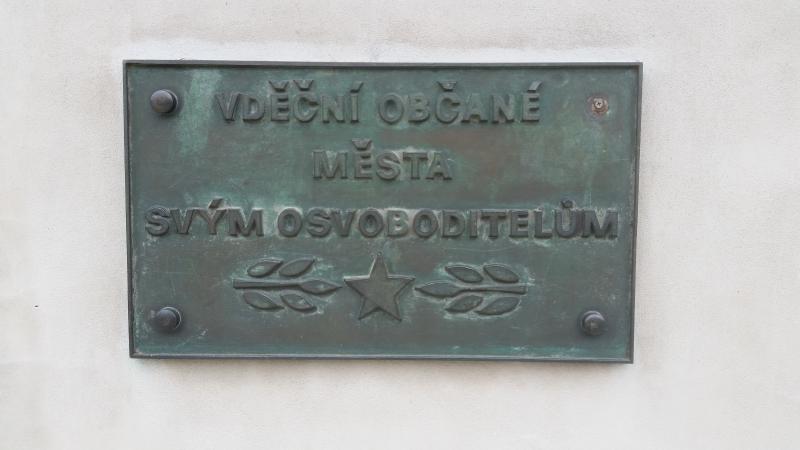 VDĚČNÍ OBČANÉ
MĚSTA
SVÝM OSVOBODITELŮM